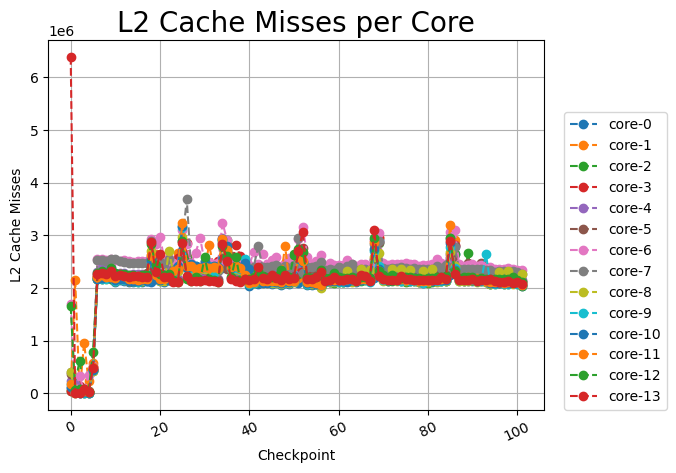 L2 Cache Misses per Core
1e6
6
5
4
3
2
1
0
L2 Cache Misses
0 20 40 60 80 100
Checkpoint
core-0
core-1
core-2
core-3
core-4
core-5
core-6
core-7
core-8
core-9
core-10
core-11
core-12
core-13